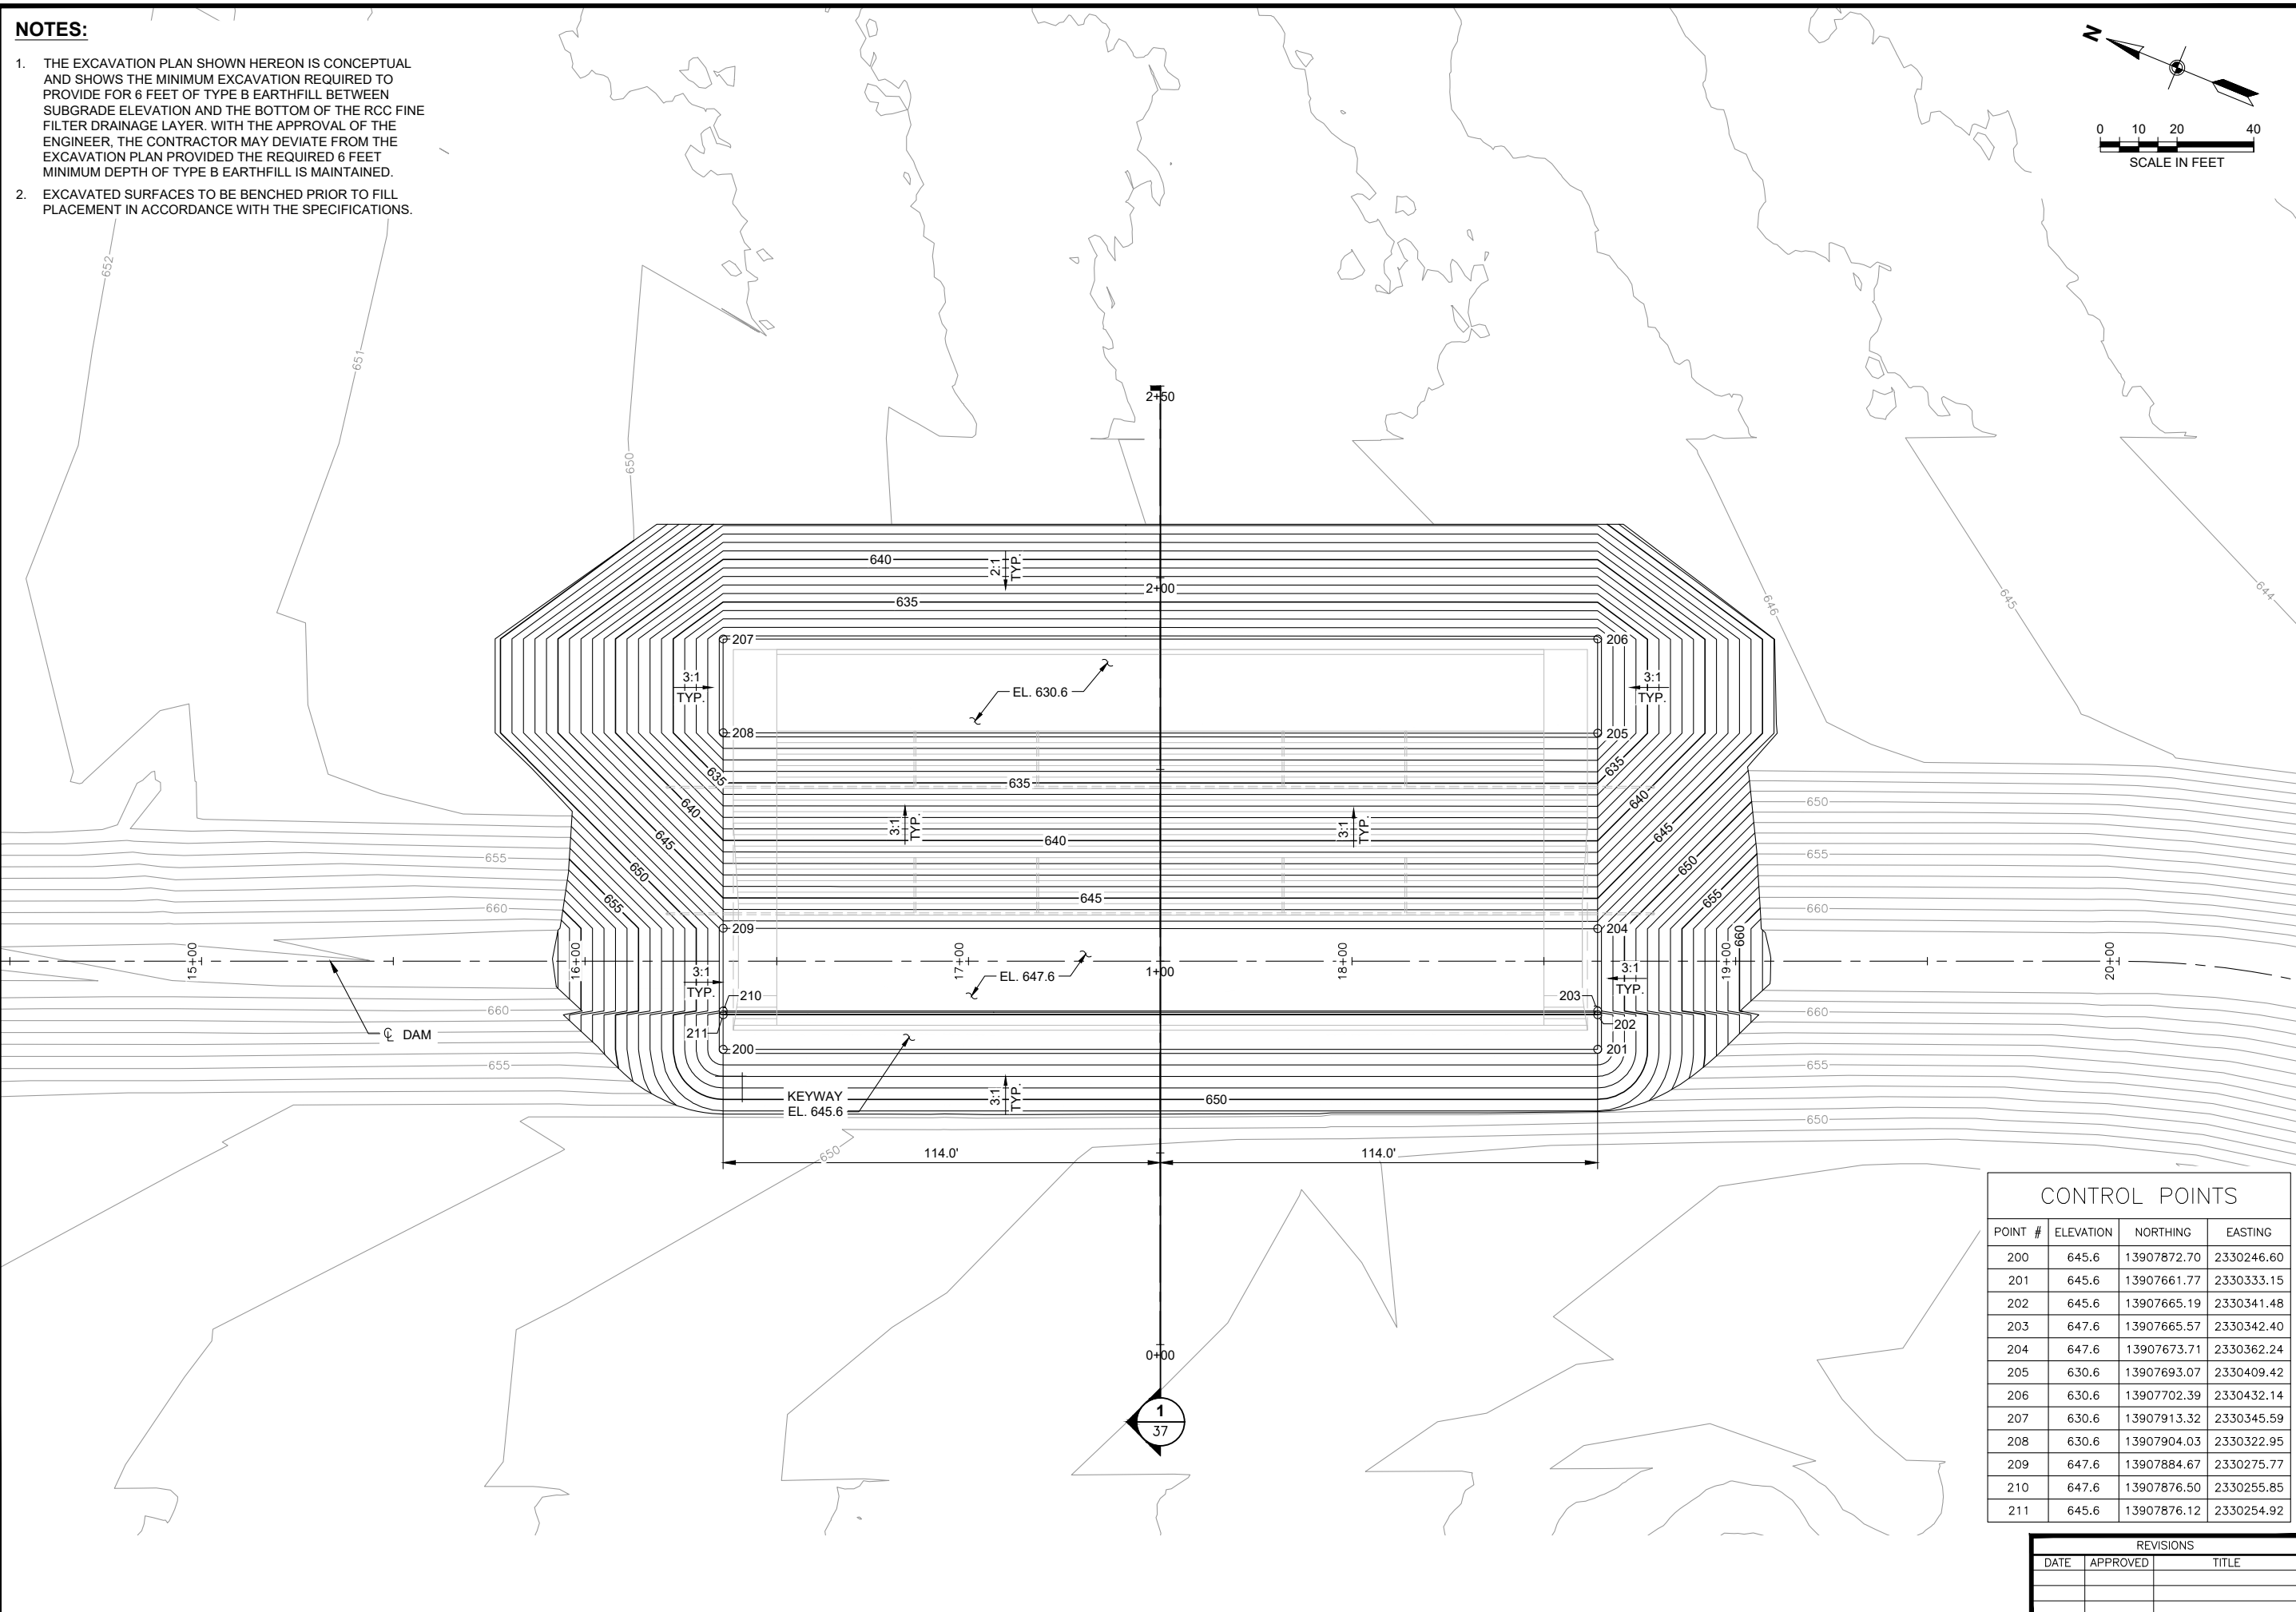 NOTES:
1. THE EXCAVATION PLAN SHOWN HEREON IS CONCEPTUAL
AND SHOWS THE MINIMUM EXCAVATION REQUIRED TO
PROVIDE FOR 6 FEET OF TYPE B EARTHFILL BETWEEN
SUBGRADE ELEVATION AND THE BOTTOM OF THE RCC FINE
FILTER DRAINAGE LAYER. WITH THE APPROVAL OF THE
ENGINEER, THE CONTRACTOR MAY DEVIATE FROM THE
EXCAVATION PLAN PROVIDED THE REQUIRED 6 FEET
MINIMUM DEPTH OF TYPE B EARTHFILL IS MAINTAINED.
2. EXCAVATED SURFACES TO BE BENCHED PRIOR TO FILL
PLACEMENT IN ACCORDANCE WITH THE SPECIFICATIONS.
N
0 10 20 40
SCALE IN FEET
652
651
650
2+50
640
2:1
TYP.
2+00
635
646
645
644
207
206
3:1
TYP.
EL. 630.6
3:1
TYP.
208
205
635
635
635
640
640
650
645
3:1
TYP.
3:1
TYP.
640
645
655
650
650
655
655
645
655
660
660
209
204
660
15+00
16+00
17+00
1+00
18+00
19+00
20+00
3:1
TYP.
EL. 647.6
3:1
TYP.
210
203
660
660
℄ DAM
211
202
200
201
655
655
KEYWAY
EL. 645.6
3:1
TYP.
650
650
650
114.0'
114.0'
0+00
1
37
CONTROL POINTS
POINT # ELEVATION NORTHING EASTING
200 645.6 13907872.70 2330246.60
201 645.6 13907661.77 2330333.15
202 645.6 13907665.19 2330341.48
203 647.6 13907665.57 2330342.40
204 647.6 13907673.71 2330362.24
205 630.6 13907693.07 2330409.42
206 630.6 13907702.39 2330432.14
207 630.6 13907913.32 2330345.59
208 630.6 13907904.03 2330322.95
209 647.6 13907884.67 2330275.77
210 647.6 13907876.50 2330255.85
211 645.6 13907876.12 2330254.92
REVISIONS
DATE APPROVED TITLE